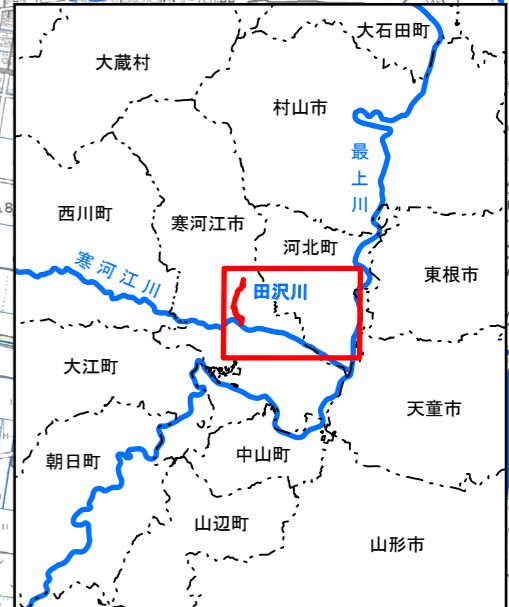 大石田町
大蔵村
村山市
最上川
西川町
寒河江市
河北町
寒河江川
田沢川
東根市
大江町
天童市
朝日町
中山町
山辺町
山形市
8